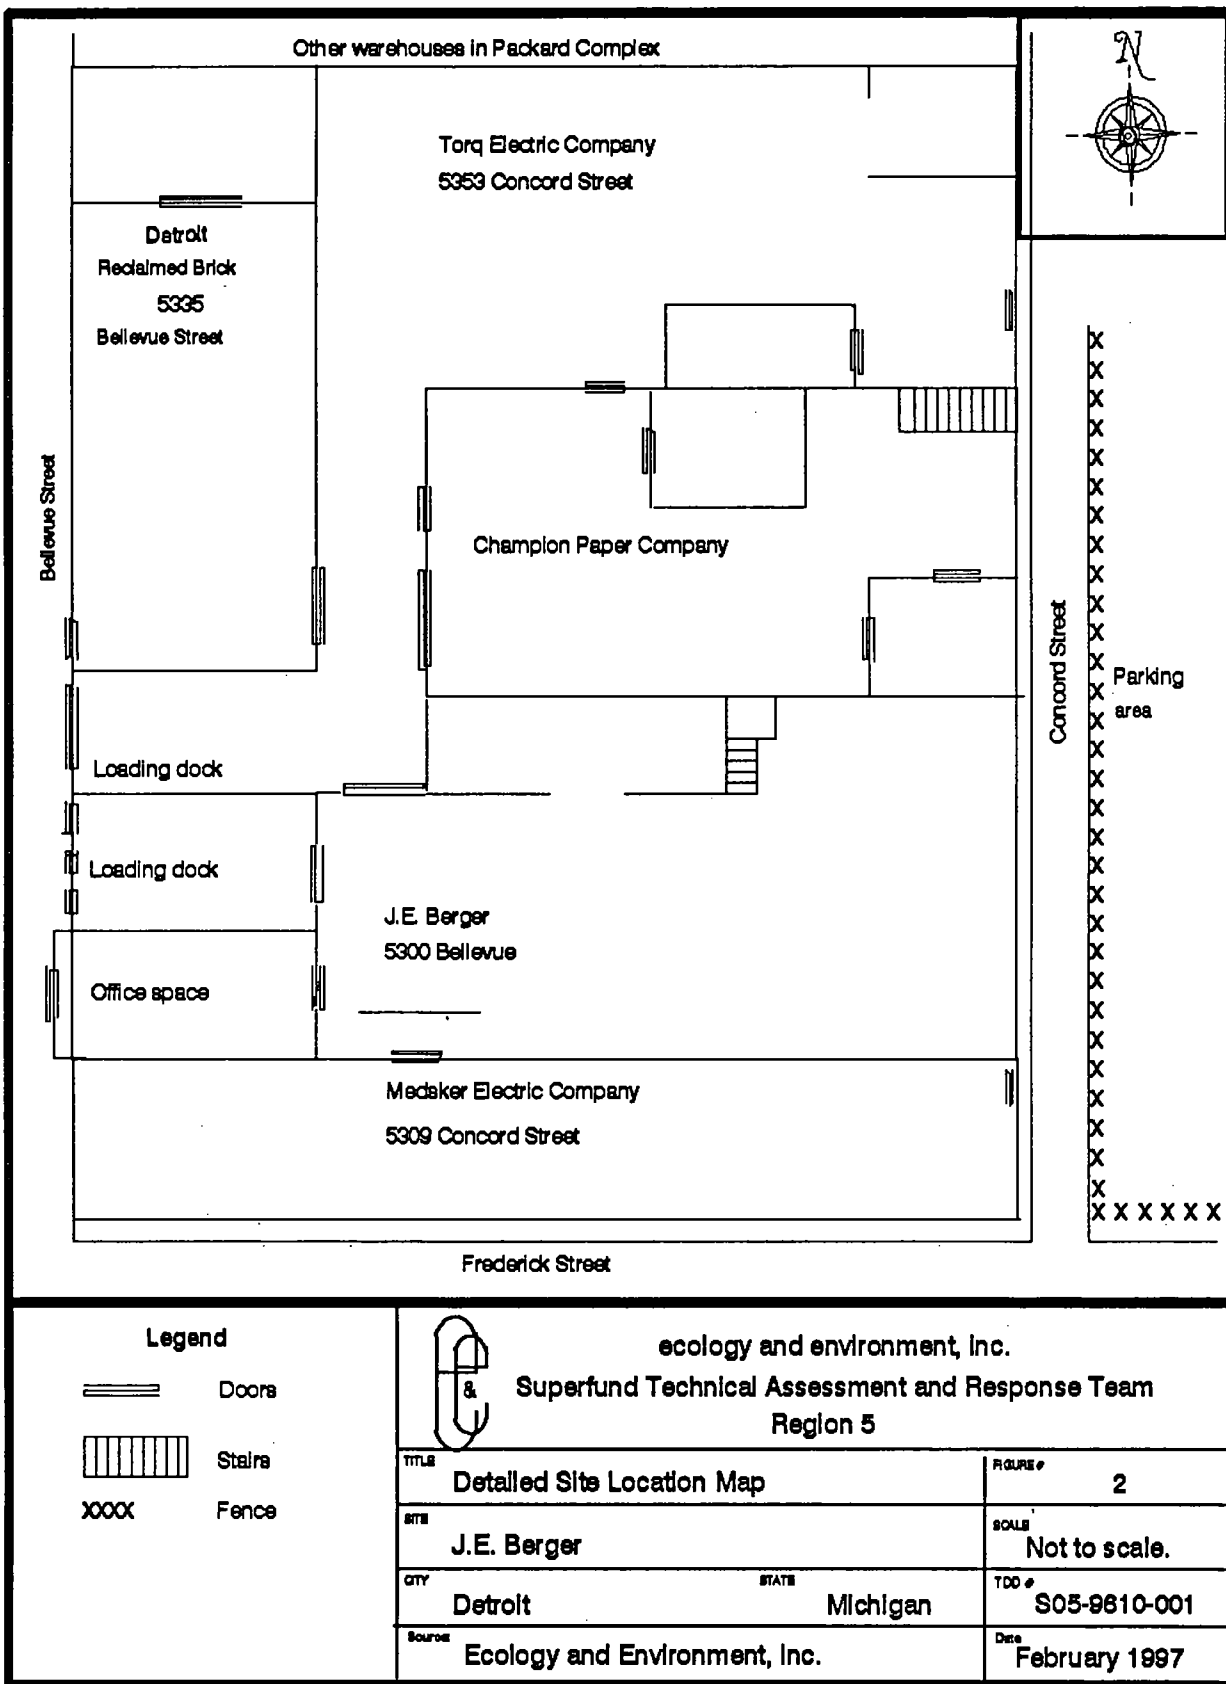 Other warehouses in Packard Complex
N
Torq Electric Company
5353 Concord Street
Detroit
Reclaimed Brick
5335
Bellevue Street
Bellevue Street
Champion Paper Company
Concord Street
Parking
area
Loading dock
Loading dock
J.E. Berger
5300 Bellevue
Office space
Medsker Electric Company
5309 Concord Street
Frederick Street
X X X X X X
Legend
Doors
Stairs
XXXX Fence
&
ecology and environment, inc.
Superfund Technical Assessment and Response Team
Region 5
TITLE Detailed Site Location Map
FIGURE # 2
SITE J.E. Berger
SCALE Not to scale.
CITY Detroit STATE Michigan
TDD # S05-9610-001
Source: Ecology and Environment, Inc.
Date February 1997